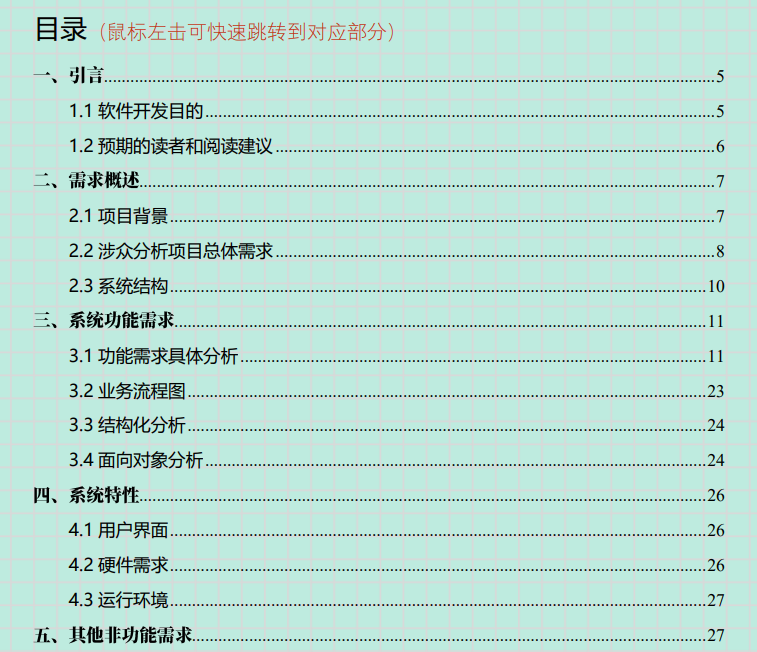 目录（鼠标左击可快速跳转到对应部分）
一、引言........................................5
1.1 软件开发目的........................................5
1.2 预期的读者和阅读建议........................................6
二、需求概述........................................7
2.1 项目背景........................................7
2.2 涉众分析项目总体需求........................................8
2.3 系统结构........................................10
三、系统功能需求........................................11
3.1 功能需求具体分析........................................11
3.2 业务流程图........................................23
3.3 结构化分析........................................24
3.4 面向对象分析........................................24
四、系统特性........................................26
4.1 用户界面........................................26
4.2 硬件需求........................................26
4.3 运行环境........................................27
五、其他非功能需求........................................27